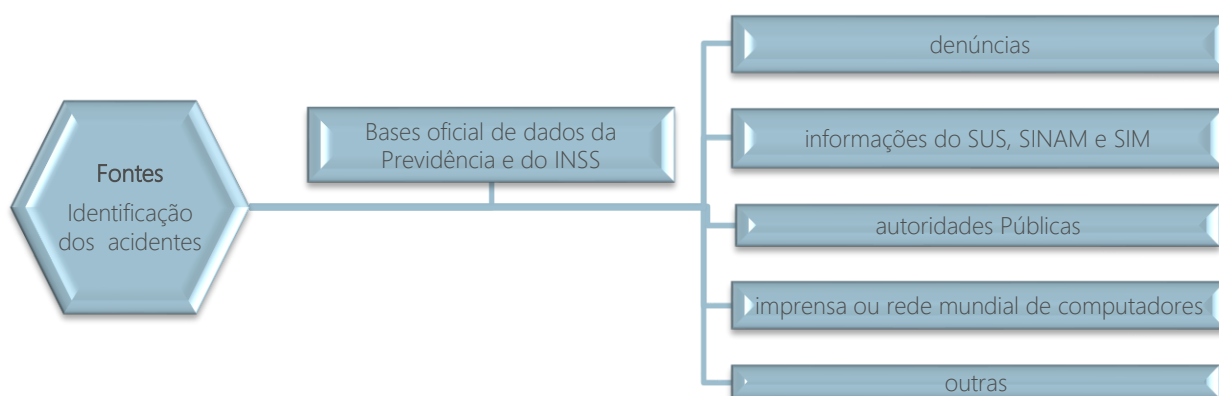 Fontes
Identificação
dos acidentes
Bases oficial de dados da
Previdência e do INSS
denúncias
informações do SUS, SINAM e SIM
autoridades Públicas
imprensa ou rede mundial de computadores
outras